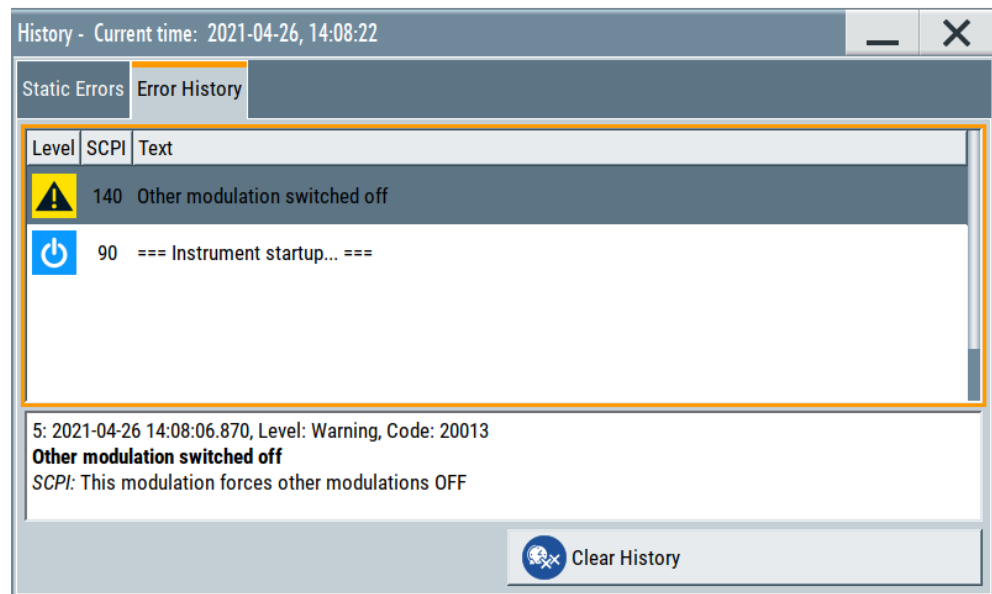 History - Current time: 2021-04-26, 14:08:22
Static Errors Error History
Level SCPI Text
140 Other modulation switched off
90 === Instrument startup... ===
5: 2021-04-26 14:08:06.870, Level: Warning, Code: 20013
Other modulation switched off
SCPI: This modulation forces other modulations OFF
Clear History